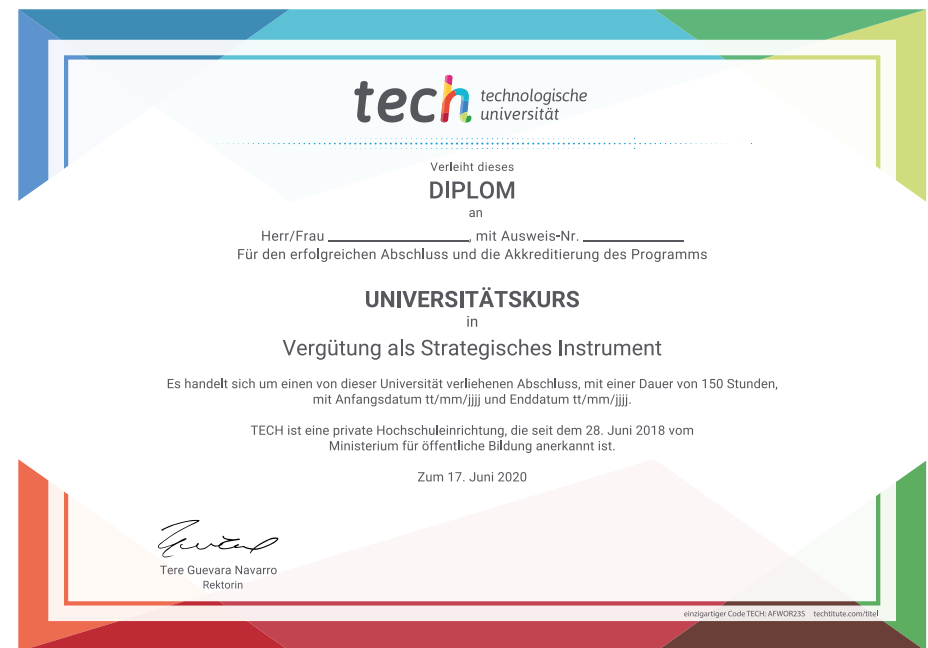 tech technologische
universität
Verleiht dieses
DIPLOM
an
Herr/Frau ____________________, mit Ausweis-Nr. ______________
Für den erfolgreichen Abschluss und die Akkreditierung des Programms
UNIVERSITÄTSKURS
in
Vergütung als Strategisches Instrument
Es handelt sich um einen von dieser Universität verliehenen Abschluss, mit einer Dauer von 150 Stunden,
mit Anfangsdatum tt/mm/jjjj und Enddatum tt/mm/jjjj.
TECH ist eine private Hochschuleinrichtung, die seit dem 28. Juni 2018 vom
Ministerium für öffentliche Bildung anerkannt ist.
Zum 17. Juni 2020
Tere Guevara Navarro
Rektorin
einzigartiger Code TECH: AFWOR23S techtitute.com/titel